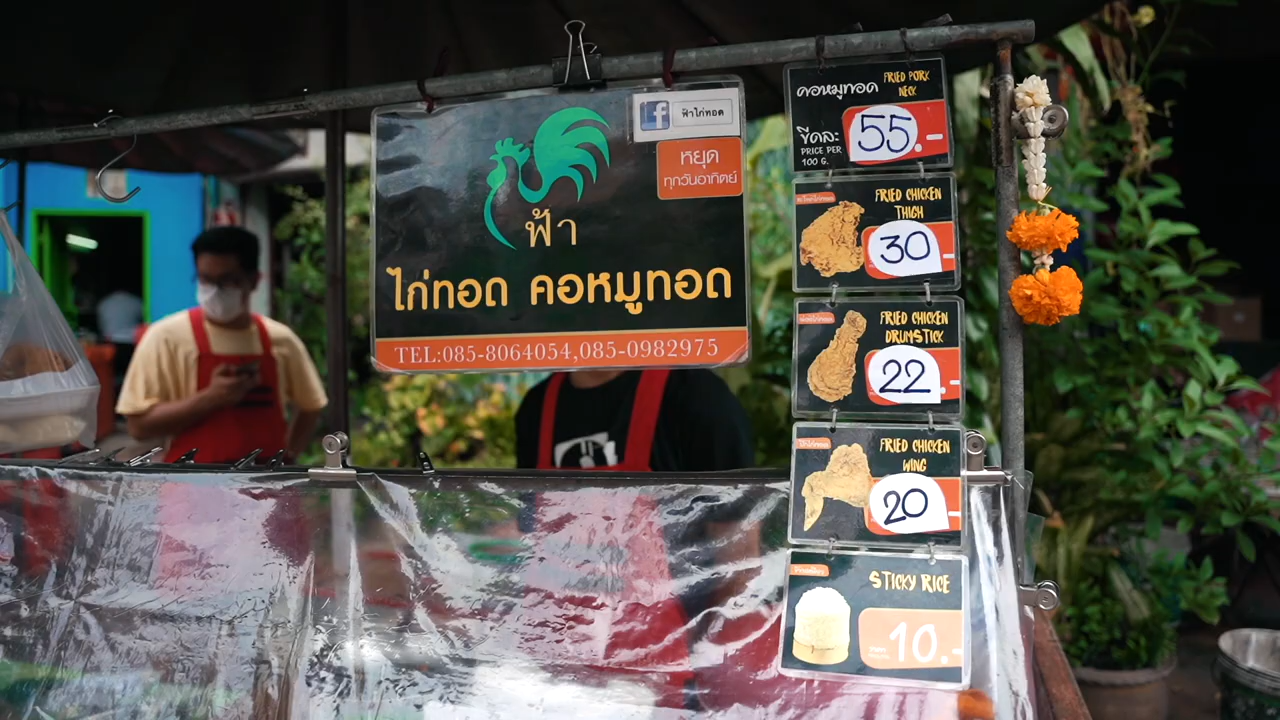 ฟ้าไก่ทอด
หยุด
ทุกวันอาทิตย์
ฟ้า
ไก่ทอด คอหมูทอด
TEL:085-8064054,085-0982975
คอหมูทอด
FRIED PORK
NECK
ขีดละ
PRICE PER
100 G.
55.-
FRIED CHICKEN
THIGH
30.-
FRIED CHICKEN
DRUMSTICK
22.-
FRIED CHICKEN
WING
20
STICKY RICE
10.-